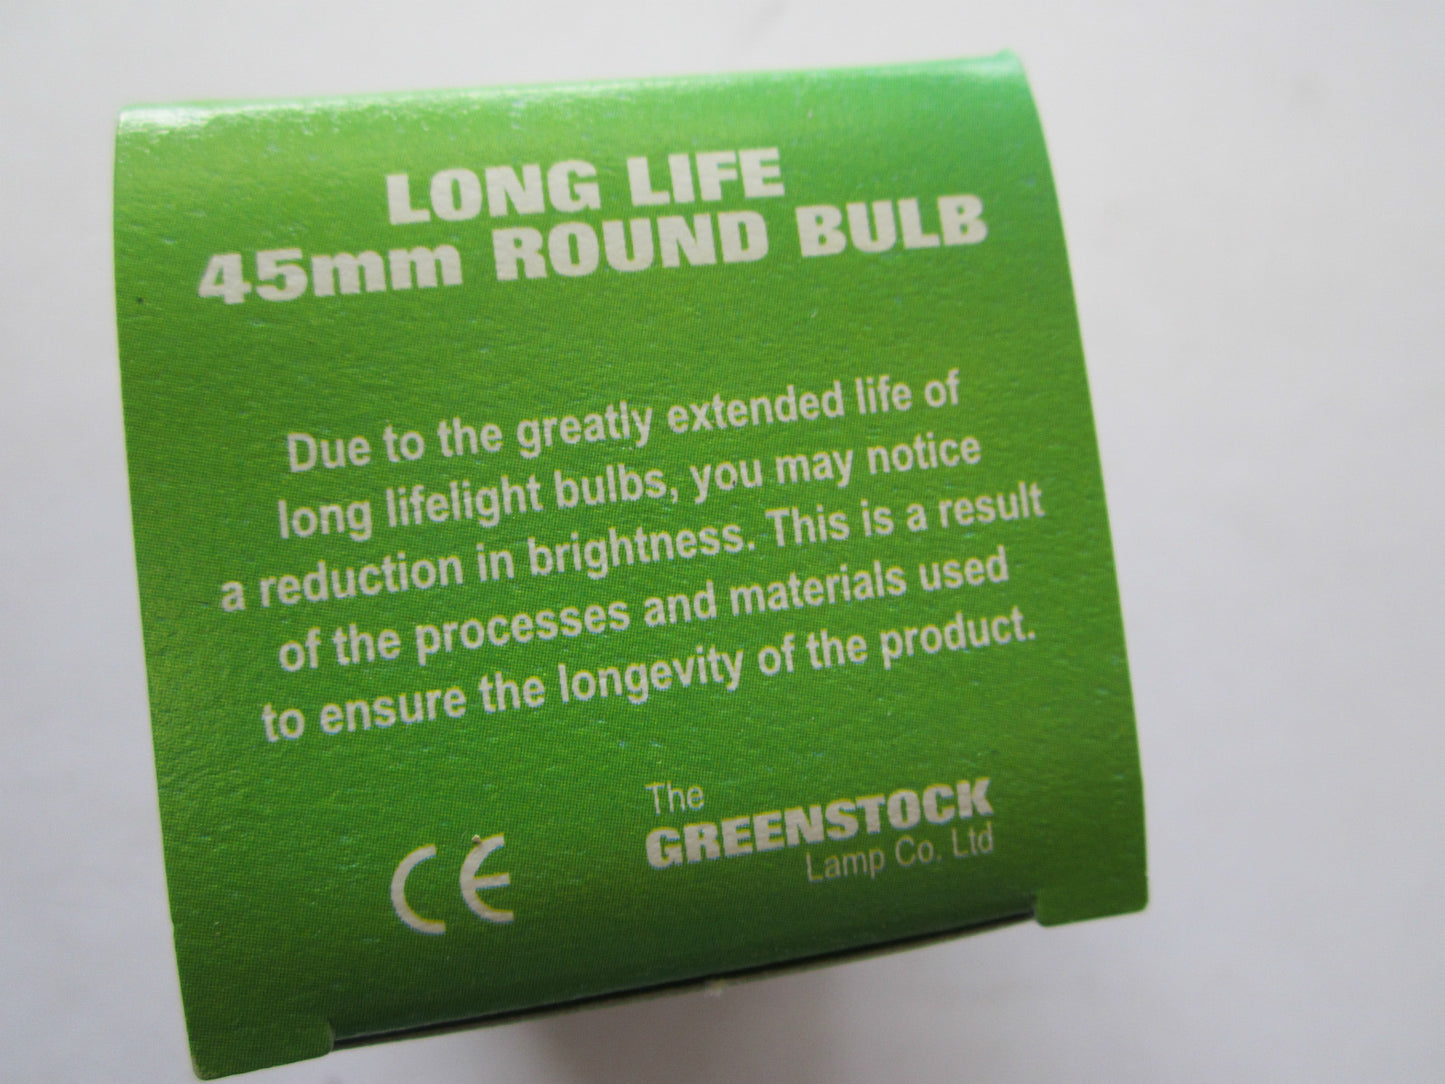 LONG LIFE
45mm ROUND BULB
Due to the greatly extended life of
long lifelight bulbs, you may notice
a reduction in brightness. This is a result
of the processes and materials used
to ensure the longevity of the product.
CE
The
GREENSTOCK
Lamp Co. Ltd